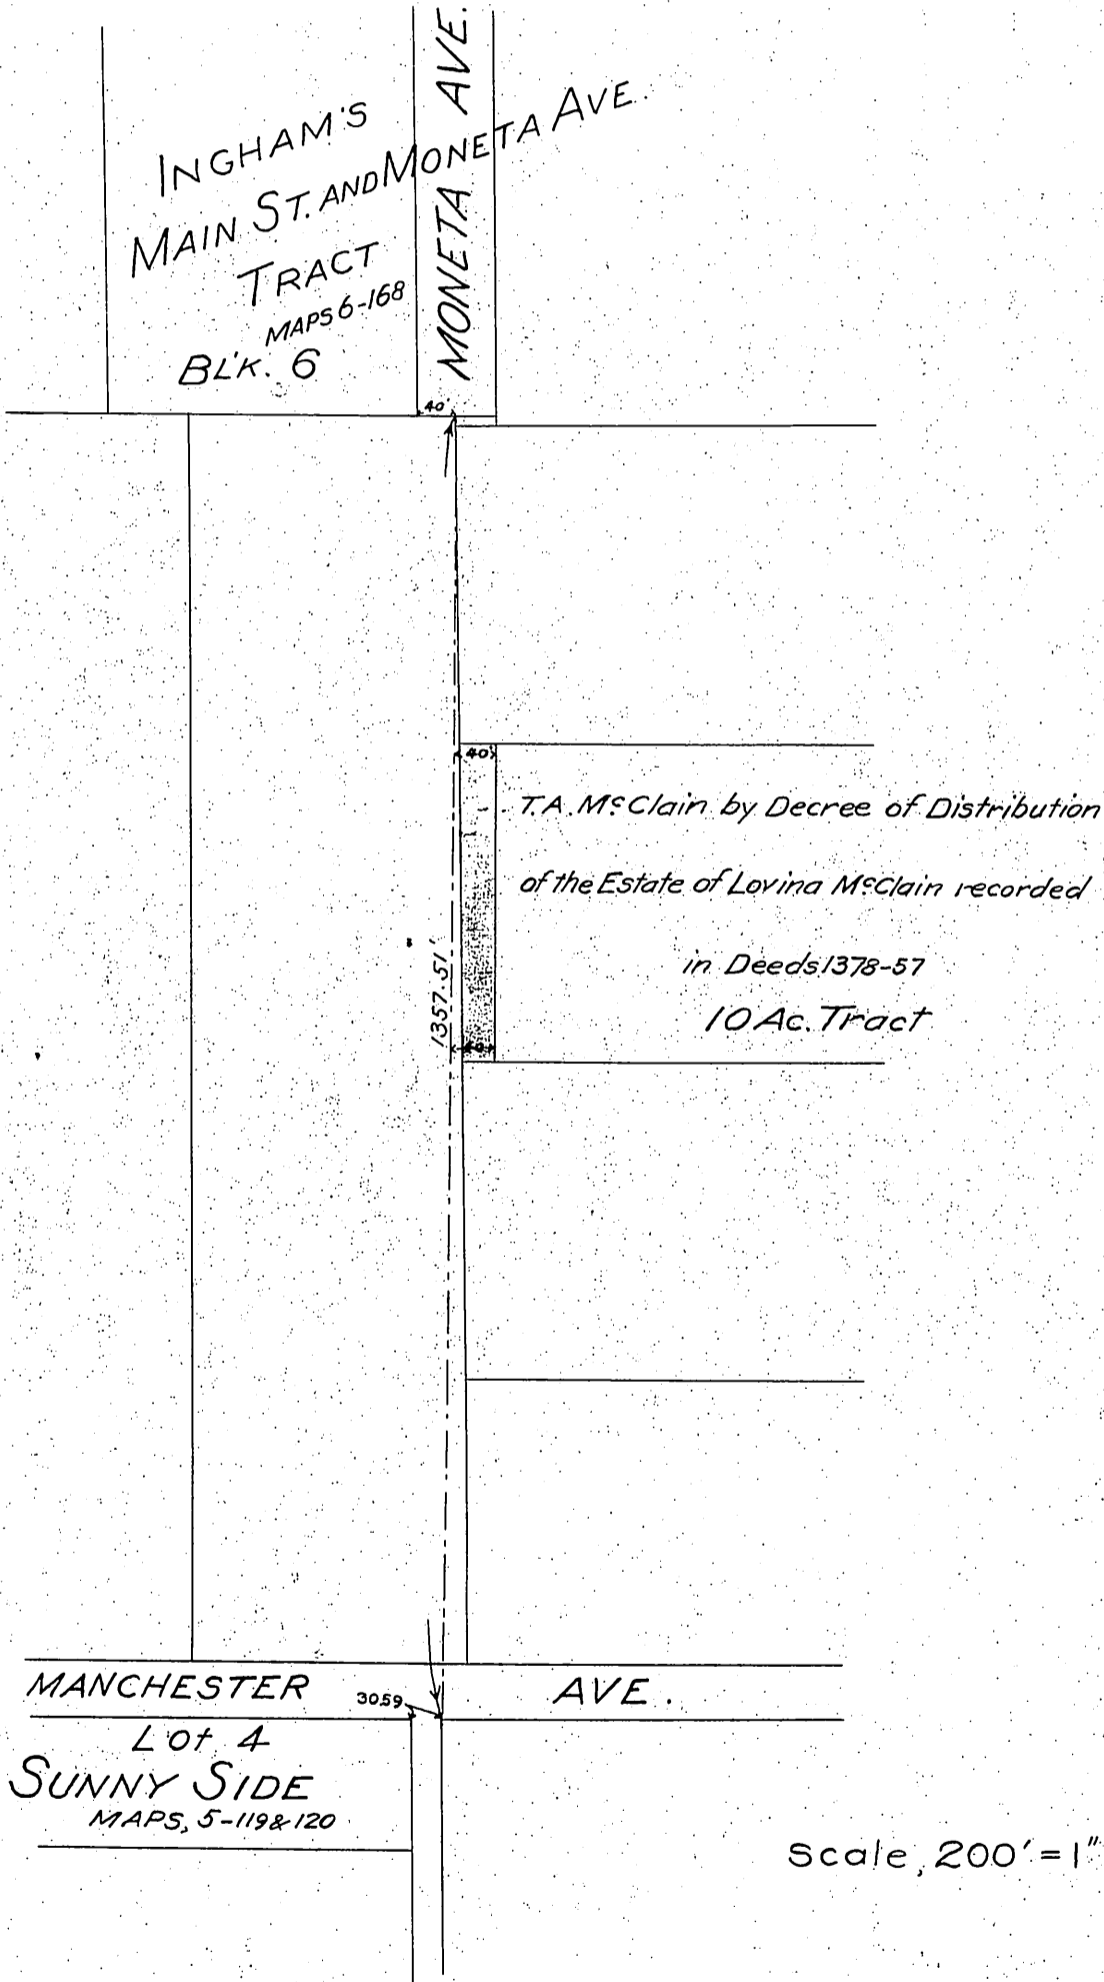 INGHAM'S
MAIN ST. AND MONETA AVE.
TRACT
MAPS 6-168
BLK. 6
MONETA AVE.
40'
40'
T.A. McClain by Decree of Distribution
of the Estate of Lovina McClain recorded
in Deeds 1378-57
10 Ac. Tract
1357.51'
40'
MANCHESTER AVE.
30.59
Lot 4
SUNNY SIDE
MAPS, 5-119 & 120
Scale, 200' = 1"